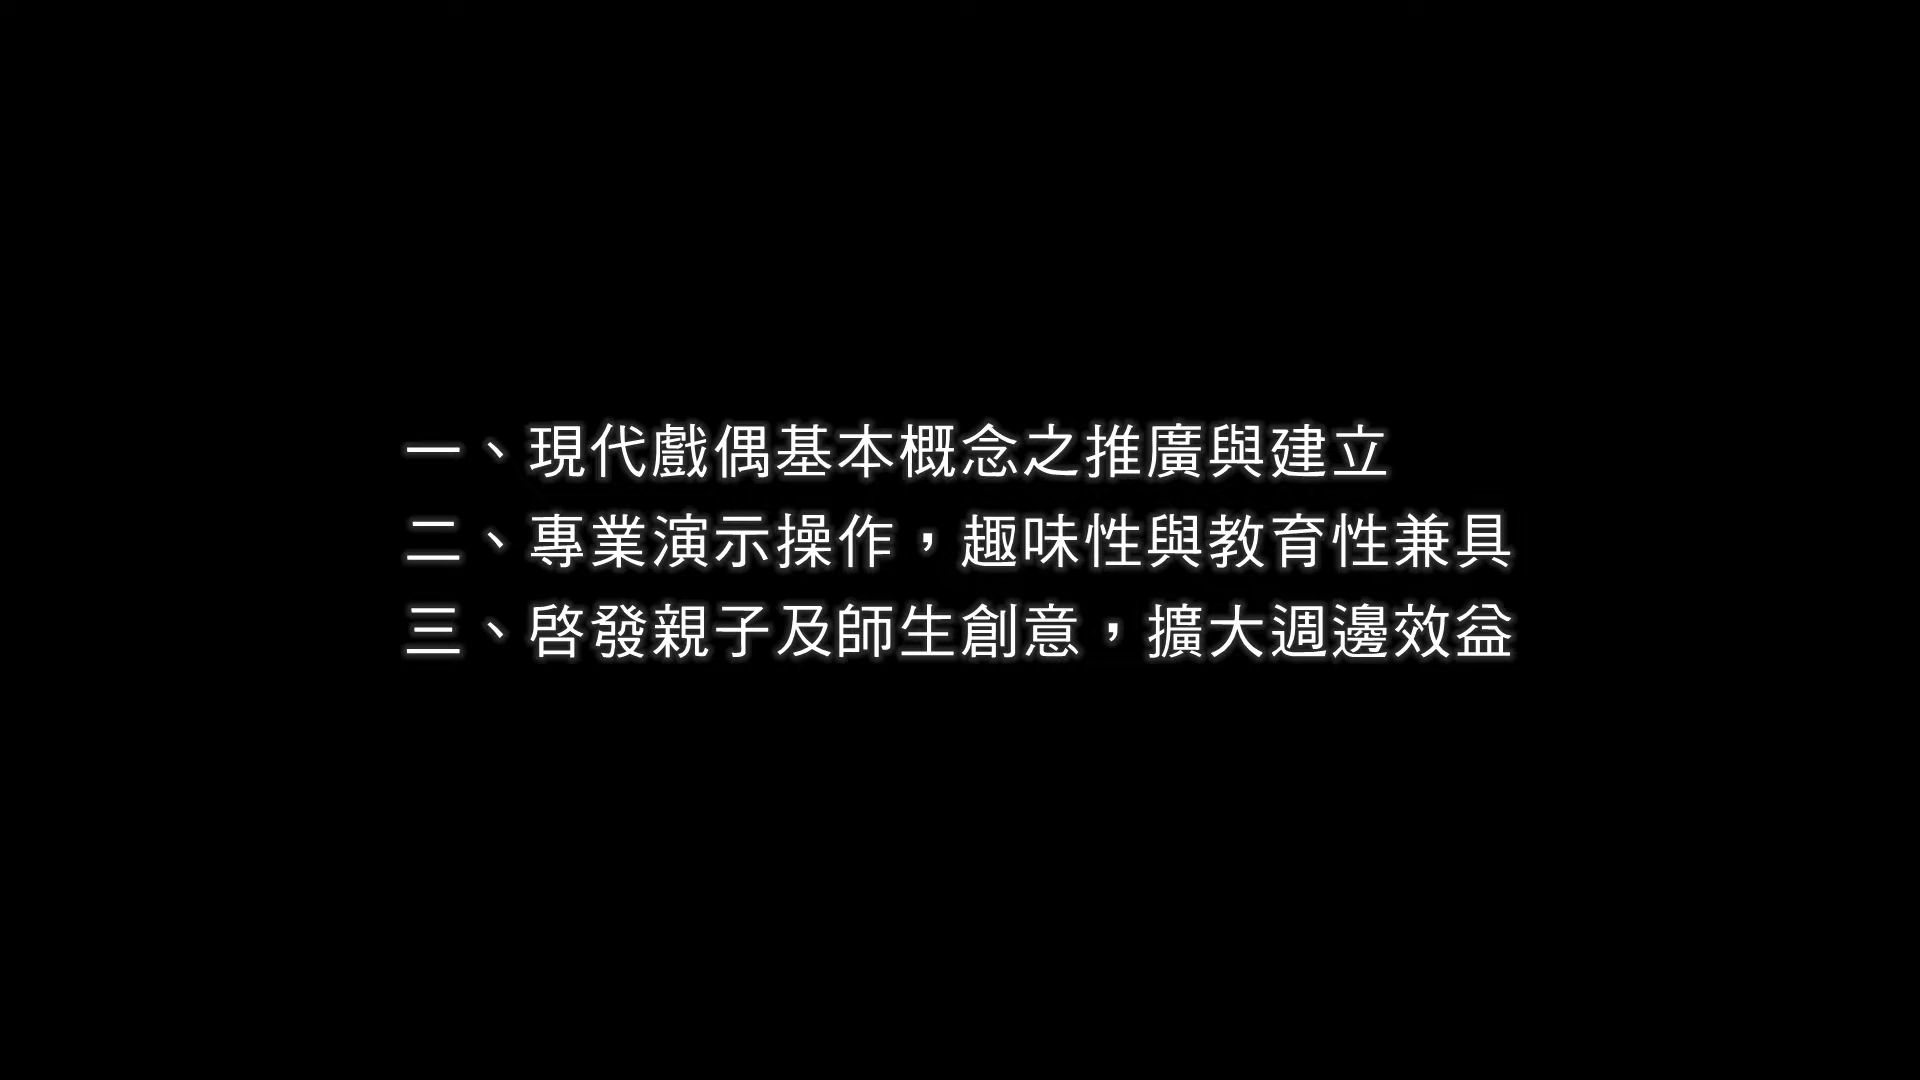 一、現代戲偶基本概念之推廣與建立
二、專業演示操作，趣味性與教育性兼具
三、啓發親子及師生創意，擴大週邊效益